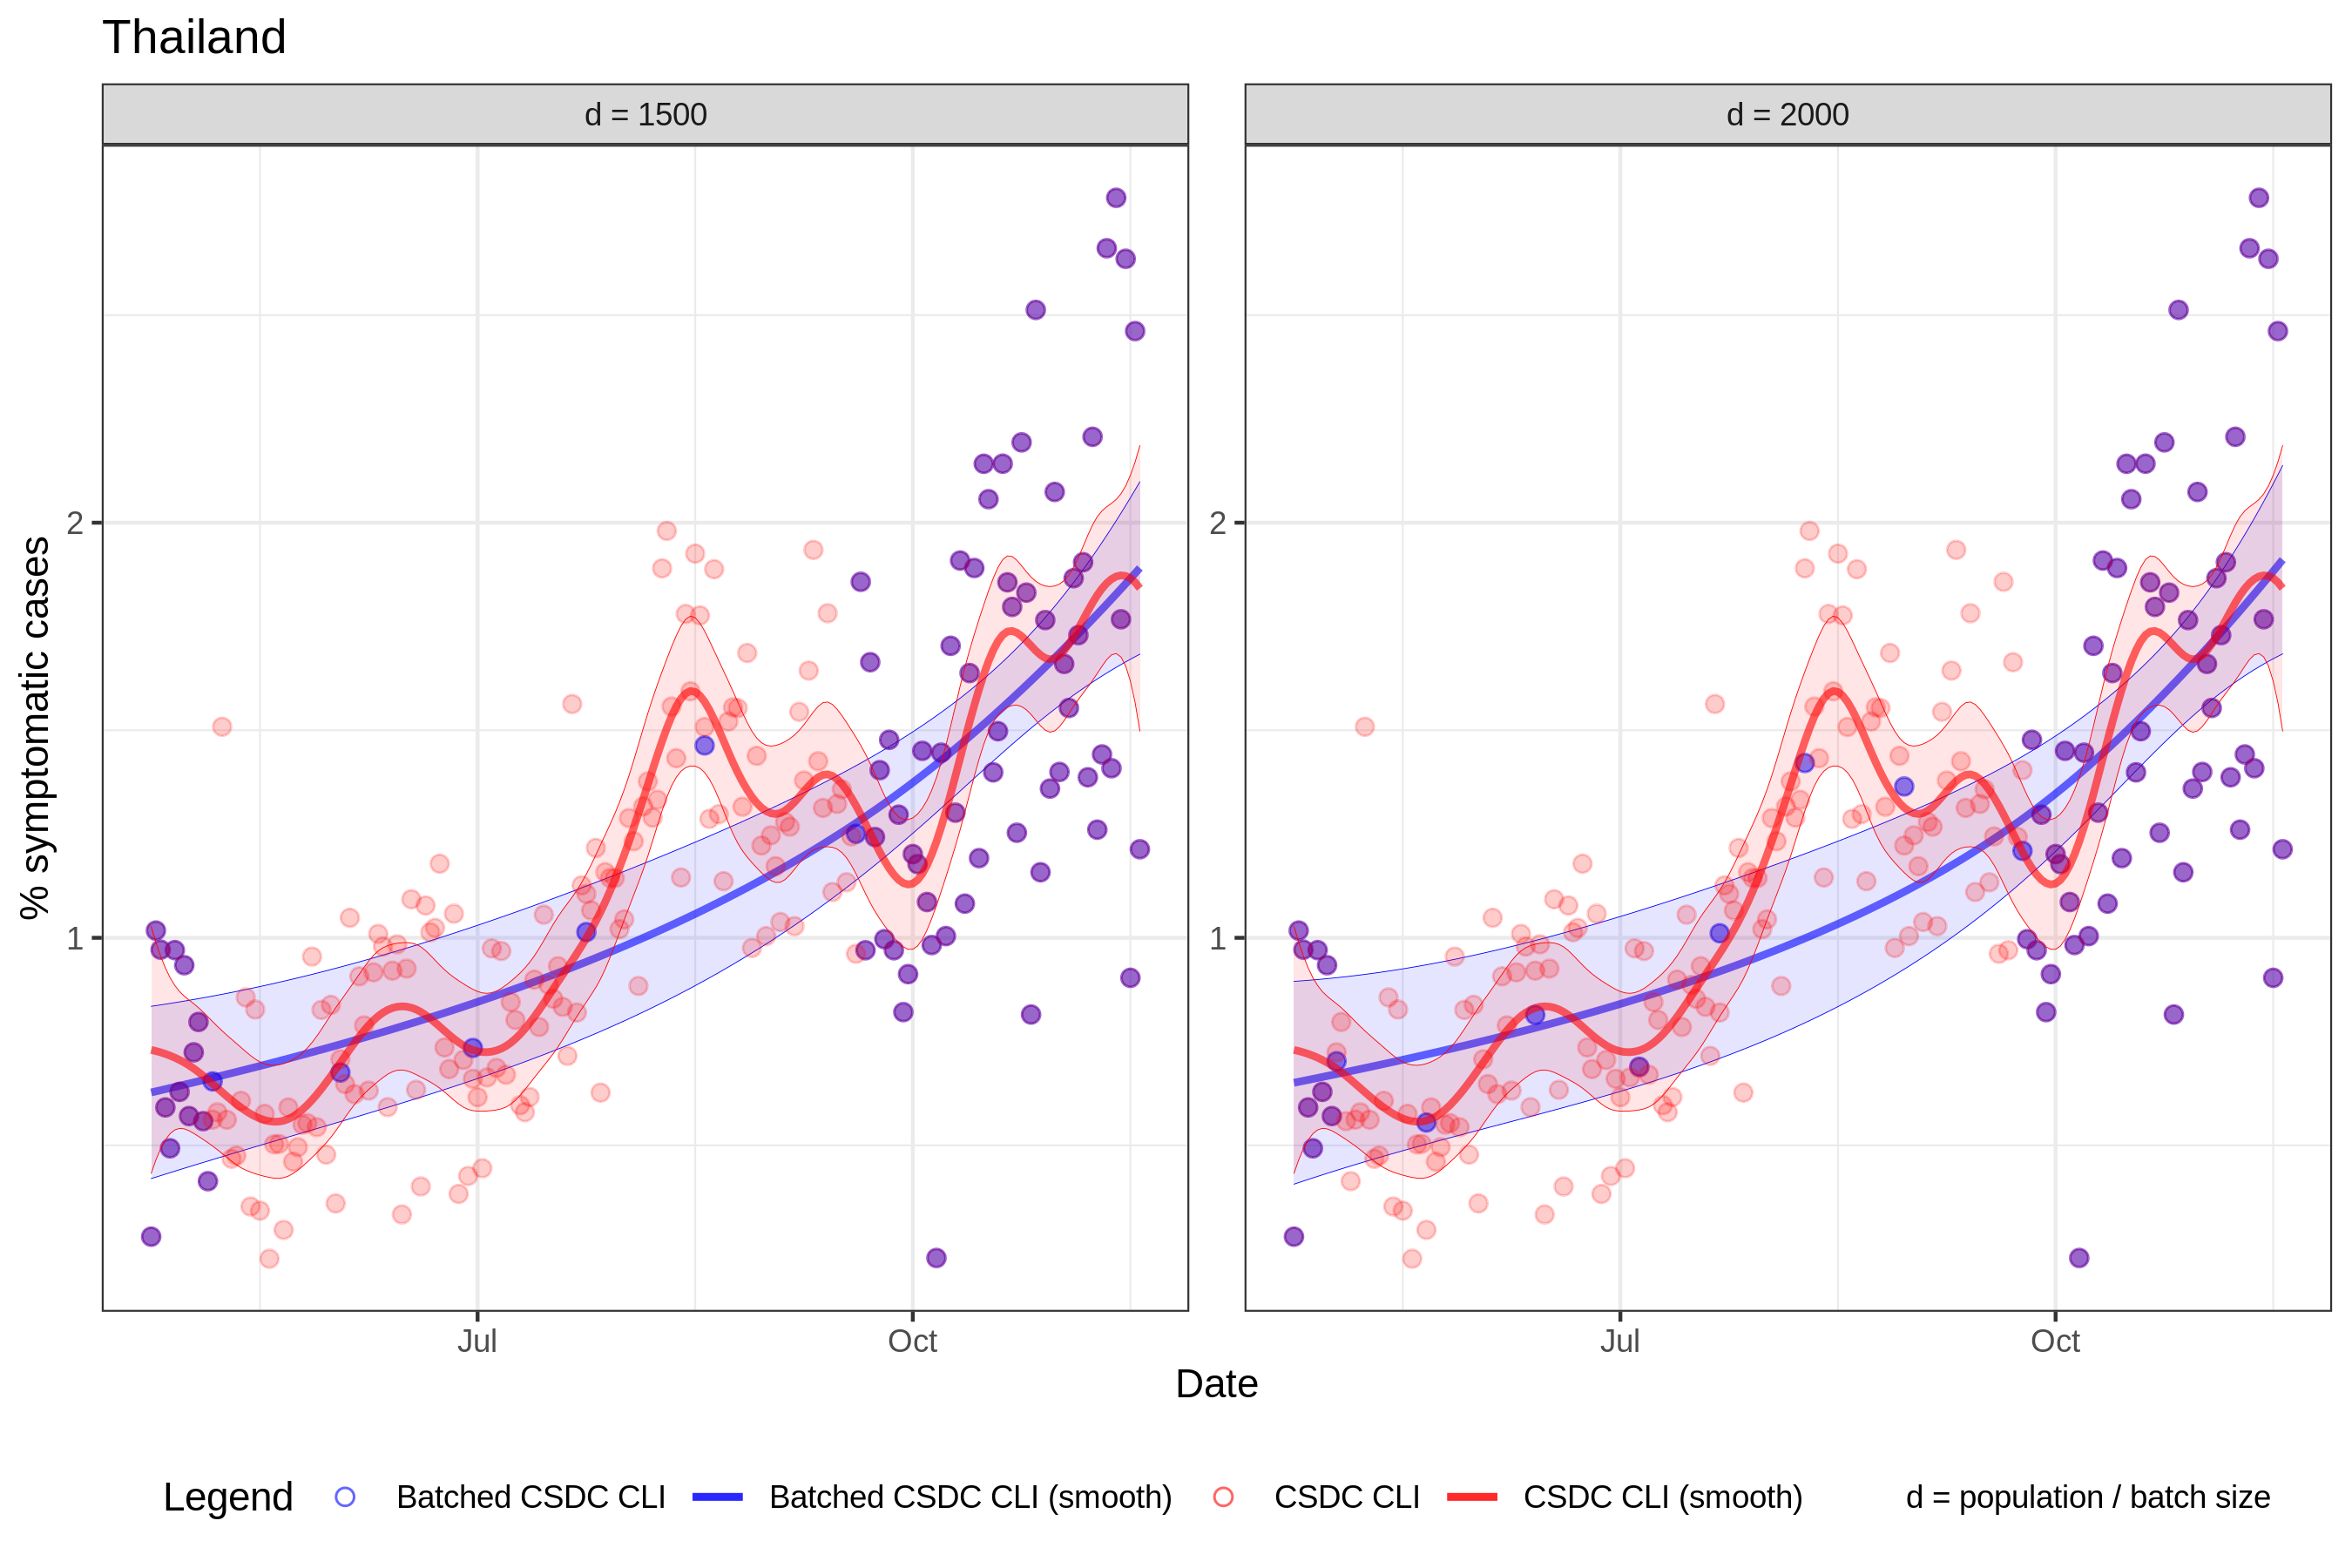 Thailand
d = 1500
d = 2000
% symptomatic cases
2
1
2
1
Jul
Oct
Jul
Oct
Date
Legend
Batched CSDC CLI
Batched CSDC CLI (smooth)
CSDC CLI
CSDC CLI (smooth)
d = population / batch size